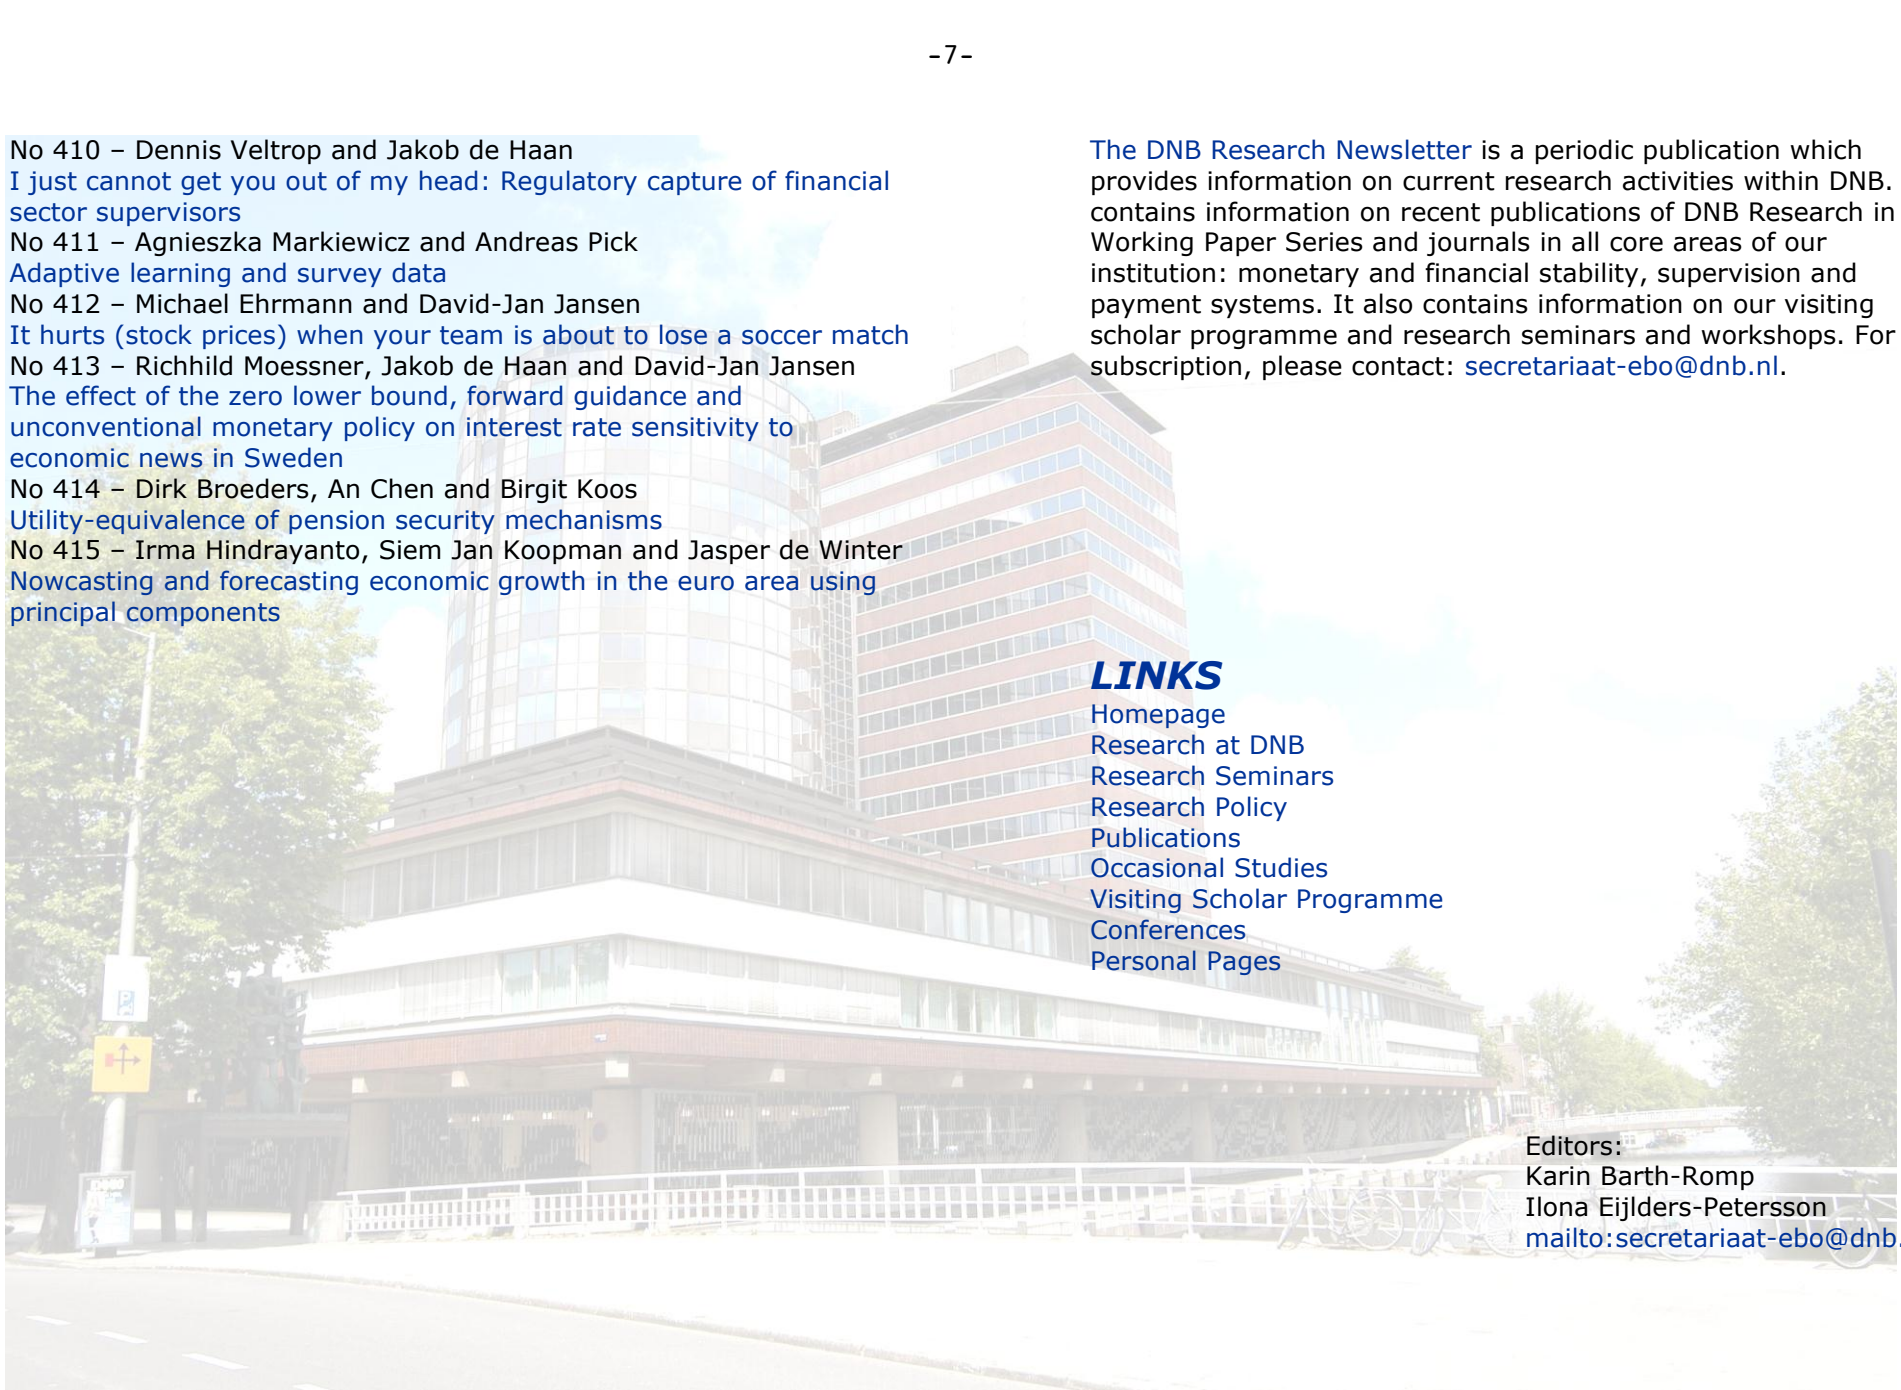 -7-
No 410 – Dennis Veltrop and Jakob de Haan
I just cannot get you out of my head: Regulatory capture of financial
sector supervisors
No 411 – Agnieszka Markiewicz and Andreas Pick
Adaptive learning and survey data
No 412 – Michael Ehrmann and David-Jan Jansen
It hurts (stock prices) when your team is about to lose a soccer match
No 413 – Richhild Moessner, Jakob de Haan and David-Jan Jansen
The effect of the zero lower bound, forward guidance and
unconventional monetary policy on interest rate sensitivity to
economic news in Sweden
No 414 – Dirk Broeders, An Chen and Birgit Koos
Utility-equivalence of pension security mechanisms
No 415 – Irma Hindrayanto, Siem Jan Koopman and Jasper de Winter
Nowcasting and forecasting economic growth in the euro area using
principal components
The DNB Research Newsletter is a periodic publication which
provides information on current research activities within DNB.
contains information on recent publications of DNB Research in
Working Paper Series and journals in all core areas of our
institution: monetary and financial stability, supervision and
payment systems. It also contains information on our visiting
scholar programme and research seminars and workshops. For
subscription, please contact: secretariaat-ebo@dnb.nl.
LINKS
Homepage
Research at DNB
Research Seminars
Research Policy
Publications
Occasional Studies
Visiting Scholar Programme
Conferences
Personal Pages
P
Editors:
Karin Barth-Romp
Ilona Eijlders-Petersson
mailto:secretariaat-ebo@dnb.